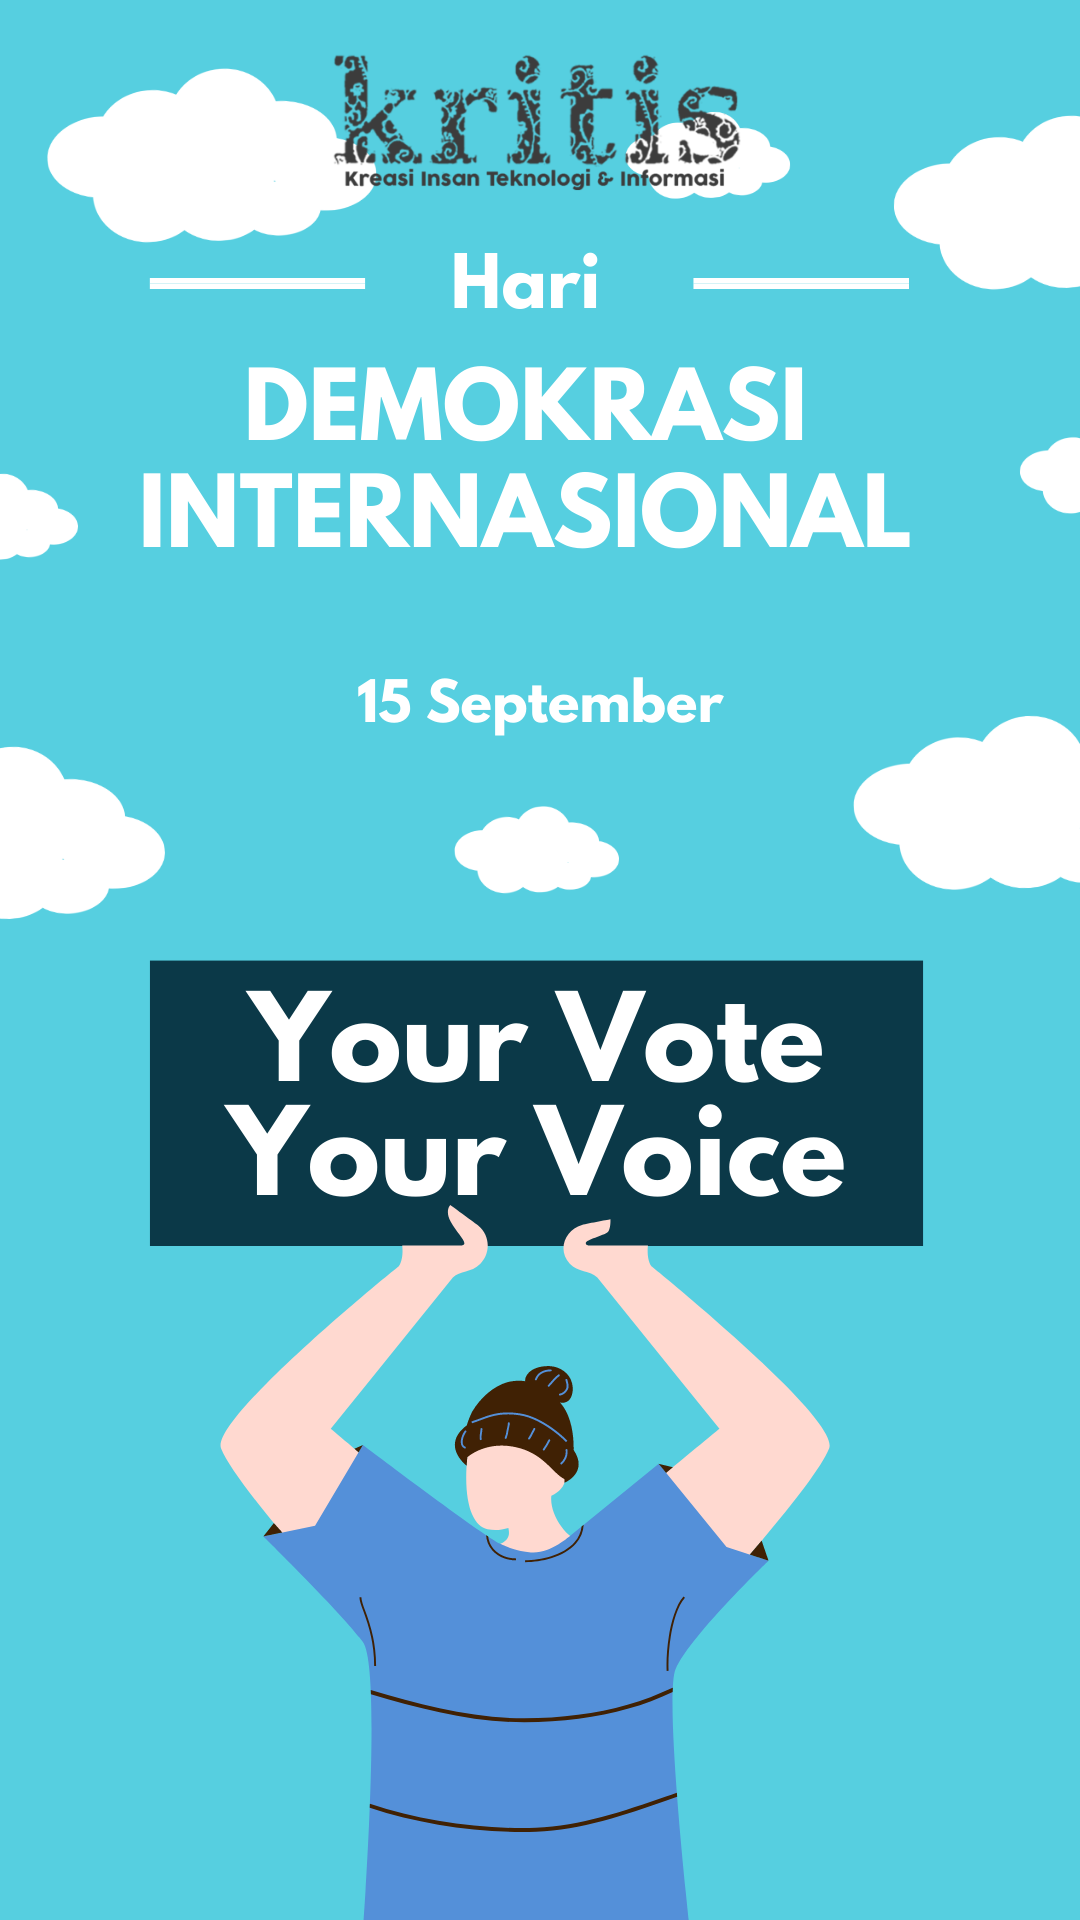 kritis
Kreasi Insan Teknologi & Informasi
Hari
DEMOKRASI
INTERNASIONAL
15 September
Your Vote
Your Voice